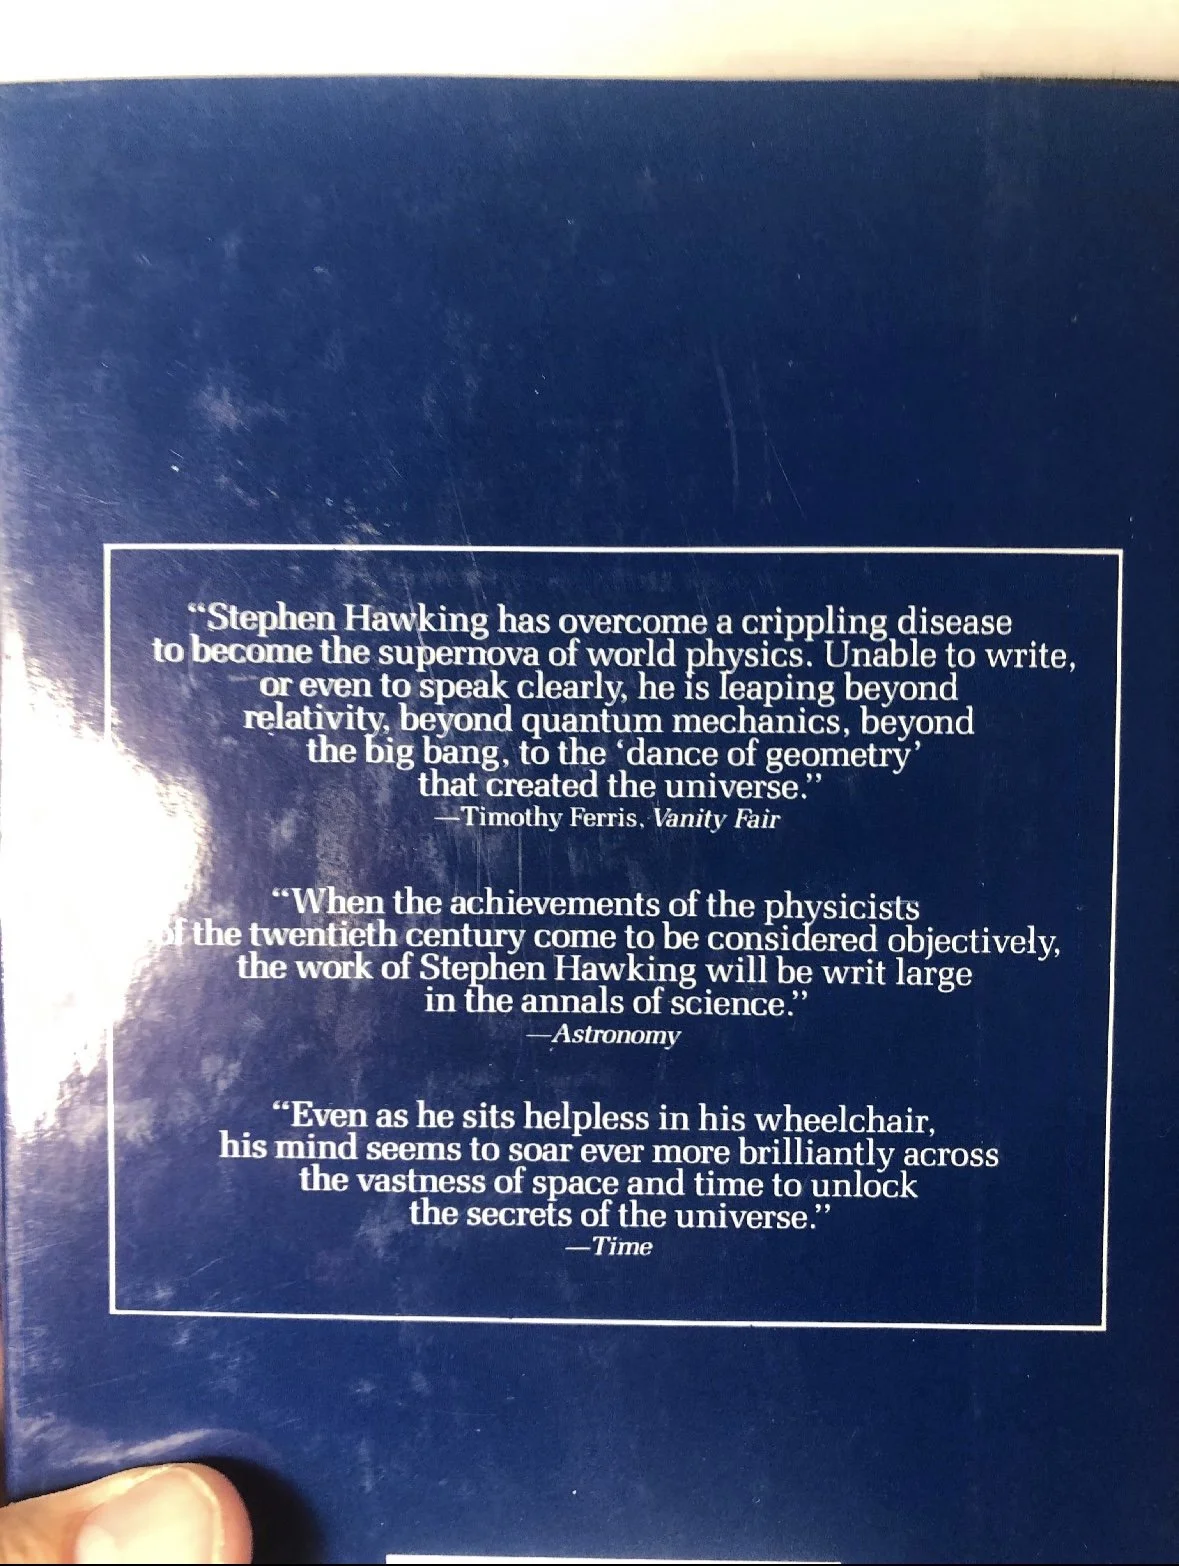 “Stephen Hawking has overcome a crippling disease
to become the supernova of world physics. Unable to write,
or even to speak clearly, he is leaping beyond
relativity, beyond quantum mechanics, beyond
the big bang, to the ‘dance of geometry’
that created the universe.”
—Timothy Ferris, Vanity Fair
“When the achievements of the physicists
of the twentieth century come to be considered objectively,
the work of Stephen Hawking will be writ large
in the annals of science.”
—Astronomy
“Even as he sits helpless in his wheelchair,
his mind seems to soar ever more brilliantly across
the vastness of space and time to unlock
the secrets of the universe.”
—Time